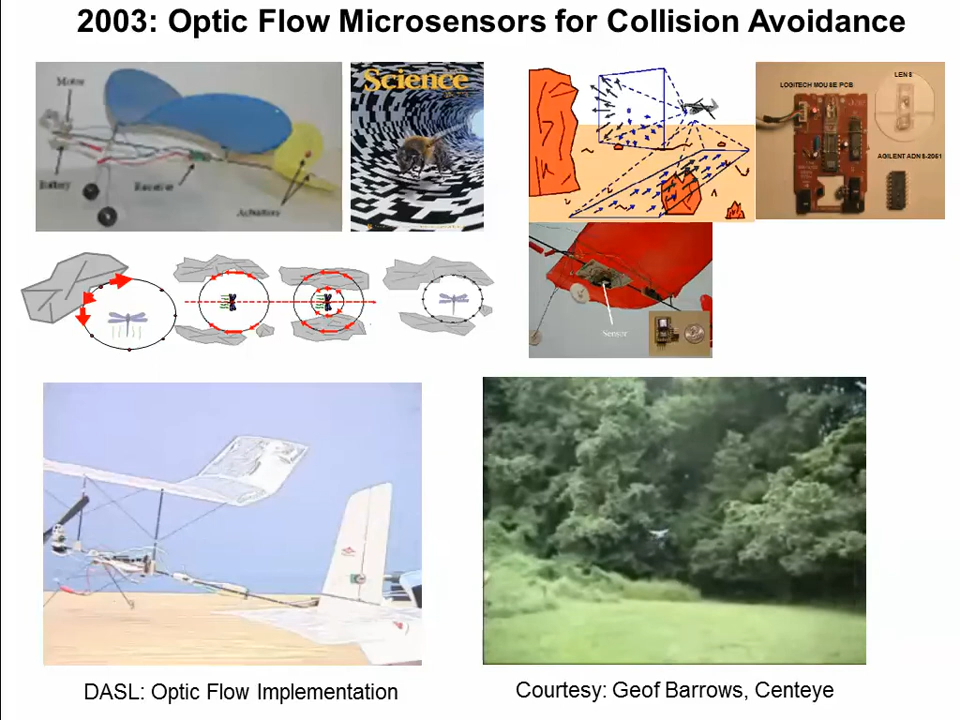 2003: Optic Flow Microsensors for Collision Avoidance
Motor
Battery
Receiver
Actuators
Science
LOGITECH MOUSE PCB
LENS
AGILENT ADNS-2051
Sensor
DASL: Optic Flow Implementation
Courtesy: Geof Barrows, Centeye